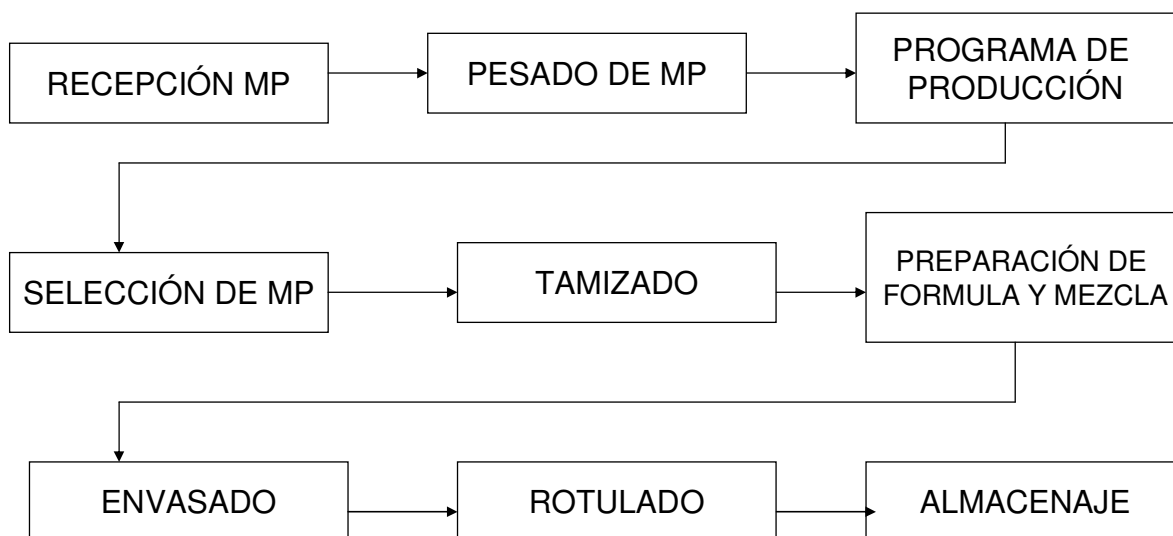 RECEPCIÓN MP
PESADO DE MP
PROGRAMA DE
PRODUCCIÓN
SELECCIÓN DE MP
TAMIZADO
PREPARACIÓN DE
FORMULA Y MEZCLA
ENVASADO
ROTULADO
ALMACENAJE